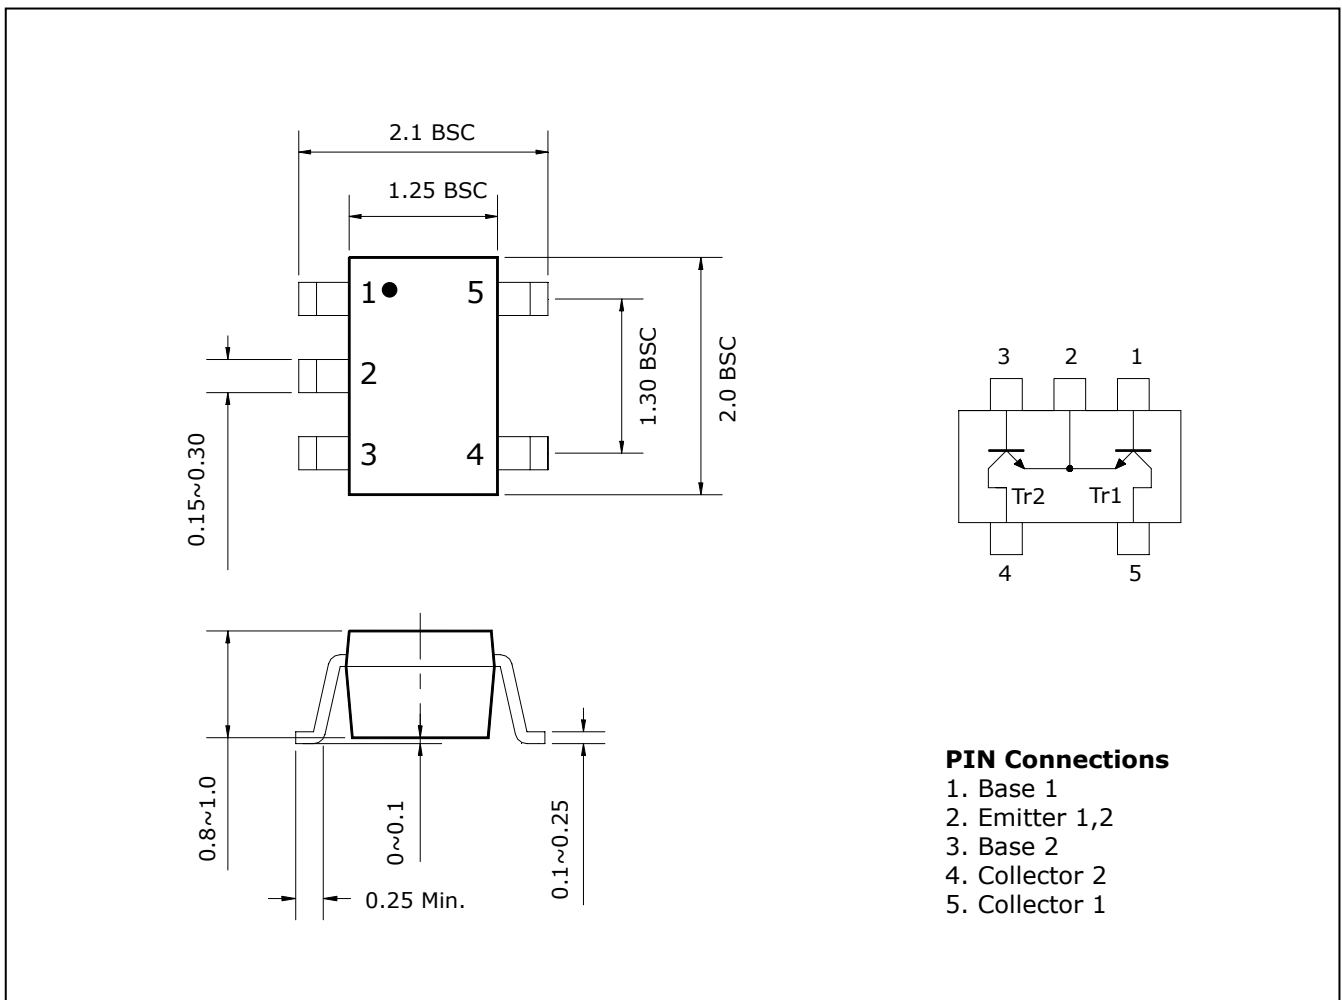 2.1 BSC
1.25 BSC
1
5
2
3
4
1.30 BSC
2.0 BSC
0.15~0.30
3 2 1
Tr2 Tr1
4 5
0.8~1.0
0~0.1
0.1~0.25
0.25 Min.
PIN Connections
1. Base 1
2. Emitter 1,2
3. Base 2
4. Collector 2
5. Collector 1